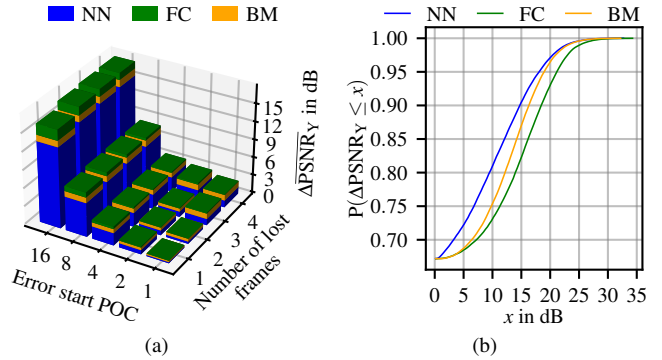 NN FC BM
15
12
9
6
3
0
ΔPSNR_Y in dB
16 8 4 2 1
Error start POC
1 2 3 4
Number of lost
frames
(a)
NN FC BM
1.00
0.95
0.90
0.85
0.80
0.75
0.70
P(ΔPSNR_Y ≤ x)
0 5 10 15 20 25 30 35
x in dB
(b)